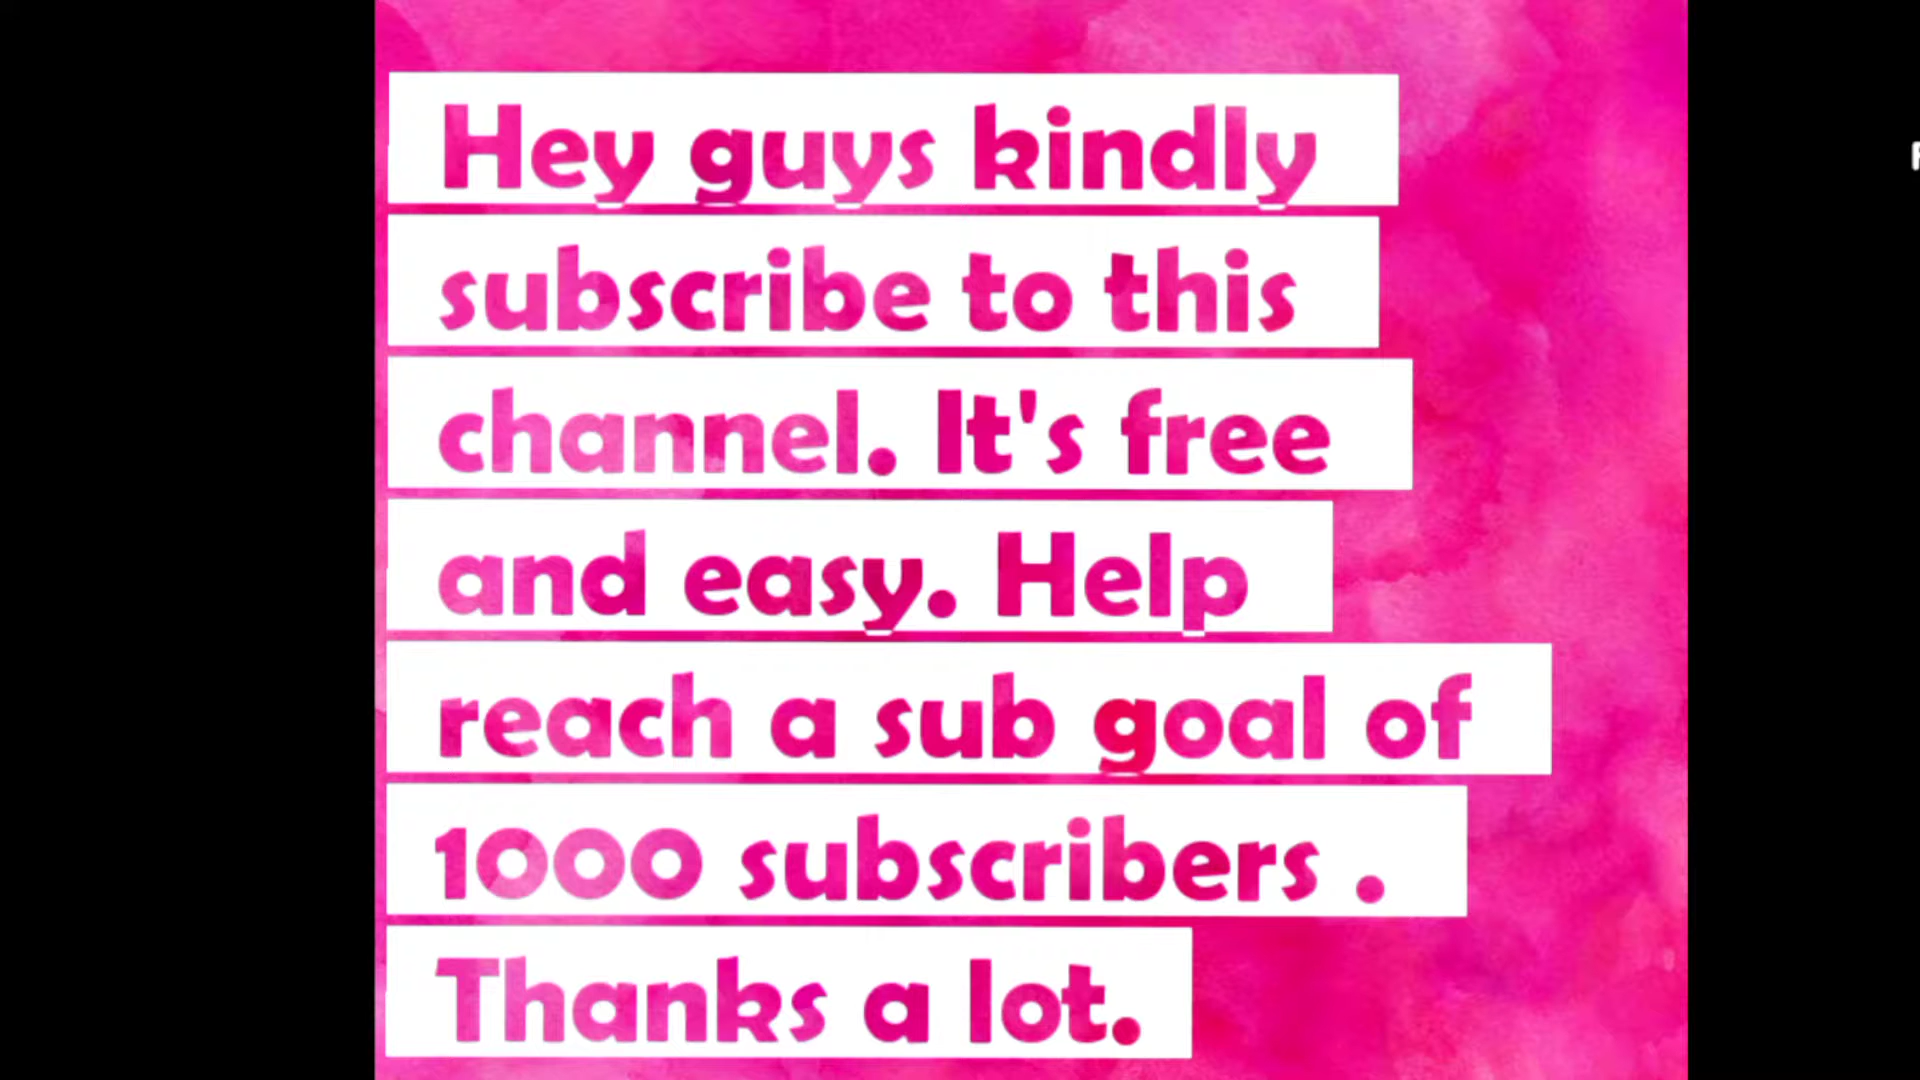 Hey guys kindly
subscribe to this
channel. It's free
and easy. Help
reach a sub goal of
1000 subscribers .
Thanks a lot.